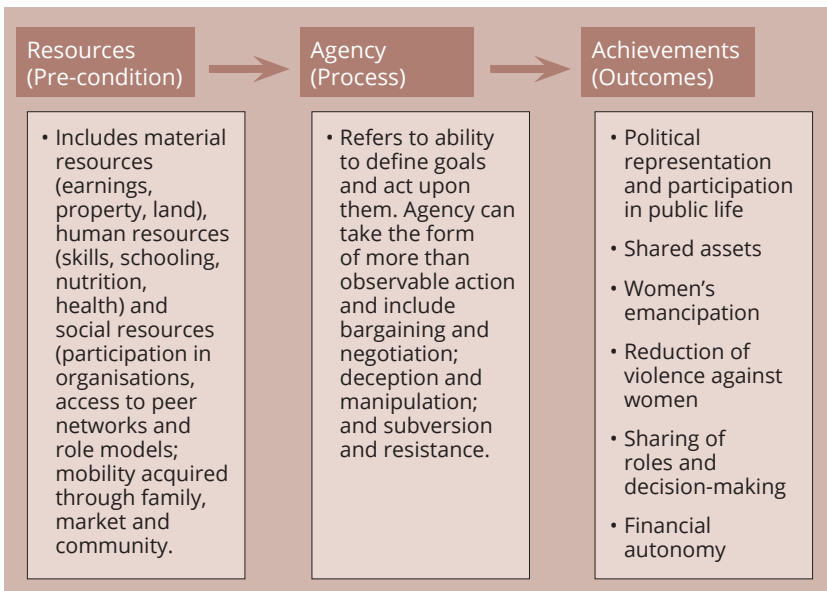 Resources
(Pre-condition)
• Includes material
resources
(earnings,
property, land),
human resources
(skills, schooling,
nutrition,
health) and
social resources
(participation in
organisations,
access to peer
networks and
role models;
mobility acquired
through family,
market and
community.
Agency
(Process)
• Refers to ability
to define goals
and act upon
them. Agency can
take the form
of more than
observable action
and include
bargaining and
negotiation;
deception and
manipulation;
and subversion
and resistance.
Achievements
(Outcomes)
• Political
representation
and participation
in public life
• Shared assets
• Women’s
emancipation
• Reduction of
violence against
women
• Sharing of
roles and
decision-making
• Financial
autonomy